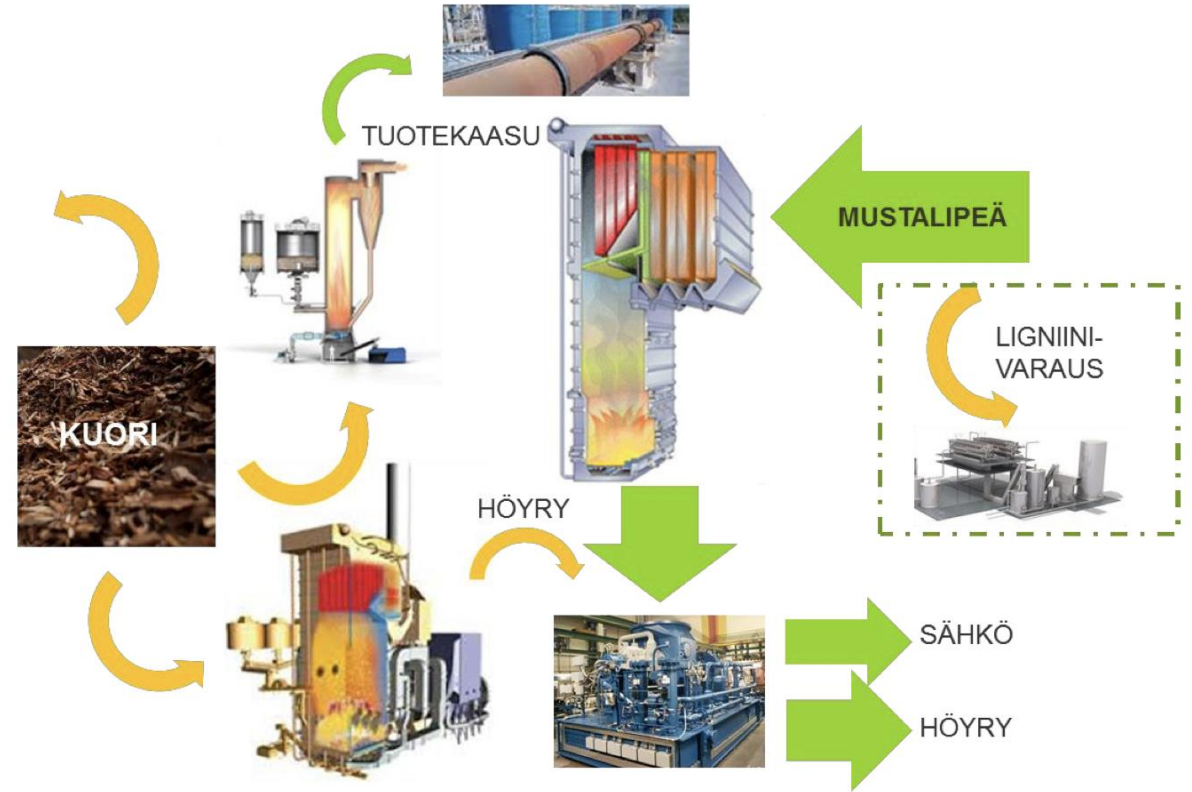 TUOTEKAASU
MUSTALIPEÄ
LIGNIINI-
VARAUS
KUORI
HÖYRY
SÄHKÖ
HÖYRY